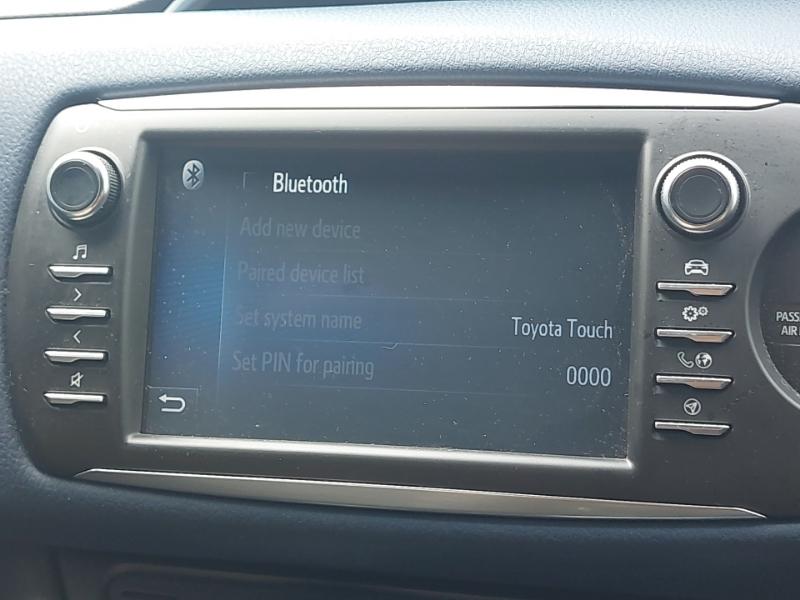 Bluetooth
Add new device
Paired device list
Set system name Toyota Touch
Set PIN for pairing 0000